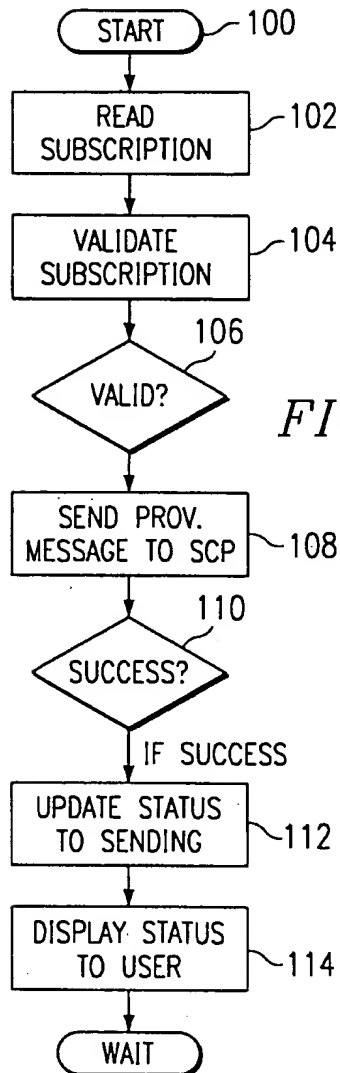 START
100
READ
SUBSCRIPTION
102
VALIDATE
SUBSCRIPTION
104
106
VALID?
FI
SEND PROV.
MESSAGE TO SCP
108
110
SUCCESS?
IF SUCCESS
UPDATE STATUS
TO SENDING
112
DISPLAY STATUS
TO USER
114
WAIT